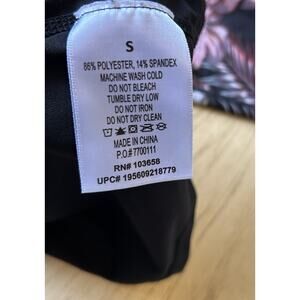 S
86% POLYESTER, 14% SPANDEX
MACHINE WASH COLD
DO NOT BLEACH
TUMBLE DRY LOW
DO NOT IRON
DO NOT DRY CLEAN
MADE IN CHINA
P.O.# 7700111
RN# 103658
UPC# 195609218779